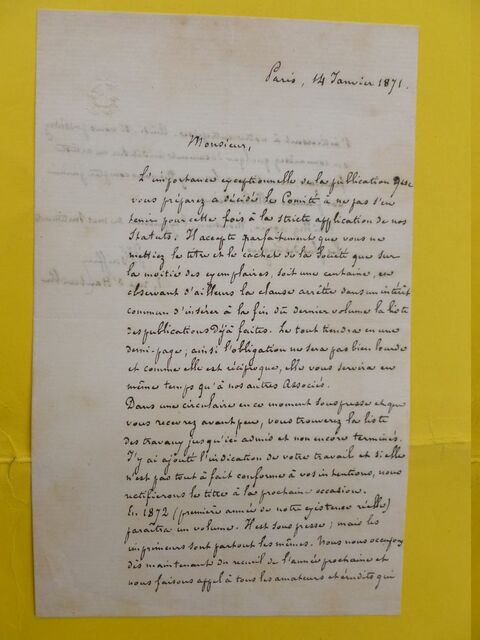 Paris, 14 Janvier 1871.
Monsieur,
L'importance exceptionnelle de la publication que
vous préparez a décidé le Comité à ne pas s'en
tenir pour cette fois à la stricte application de nos
Statuts. Il accepte parfaitement que vous ne
mettiez le titre et le cachet de la Société que sur
la moitié des exemplaires, soit une centaine, en
observant d'ailleurs la clause arrêtée dans un intérêt
commun d'insérer à la fin du dernier volume la liste
des publications déjà faites. Le tout tiendra en une
demi-page; ainsi l'obligation ne sera pas bien lourde
et comme elle est réciproque, elle vous servira en
même temps qu'à nos autres Associés.
Dans une circulaire en ce moment sous presse et que
vous recevrez avant peu, vous trouverez la liste
des travaux jusqu'ici admis et non encore terminés.
J'y ai ajouté l'indication de votre travail et si elle
n'est pas tout à fait conforme à vos intentions, nous
rectifierons le titre à la prochaine occasion.
En 1872 (première année de notre existence réelle)
paraîtra un volume. Il est sous presse; mais les
imprimeurs sont partout les mêmes. Nous nous occupons
dès maintenant du recueil de l'année prochaine et
nous faisons appel à tous les amateurs et érudits qui